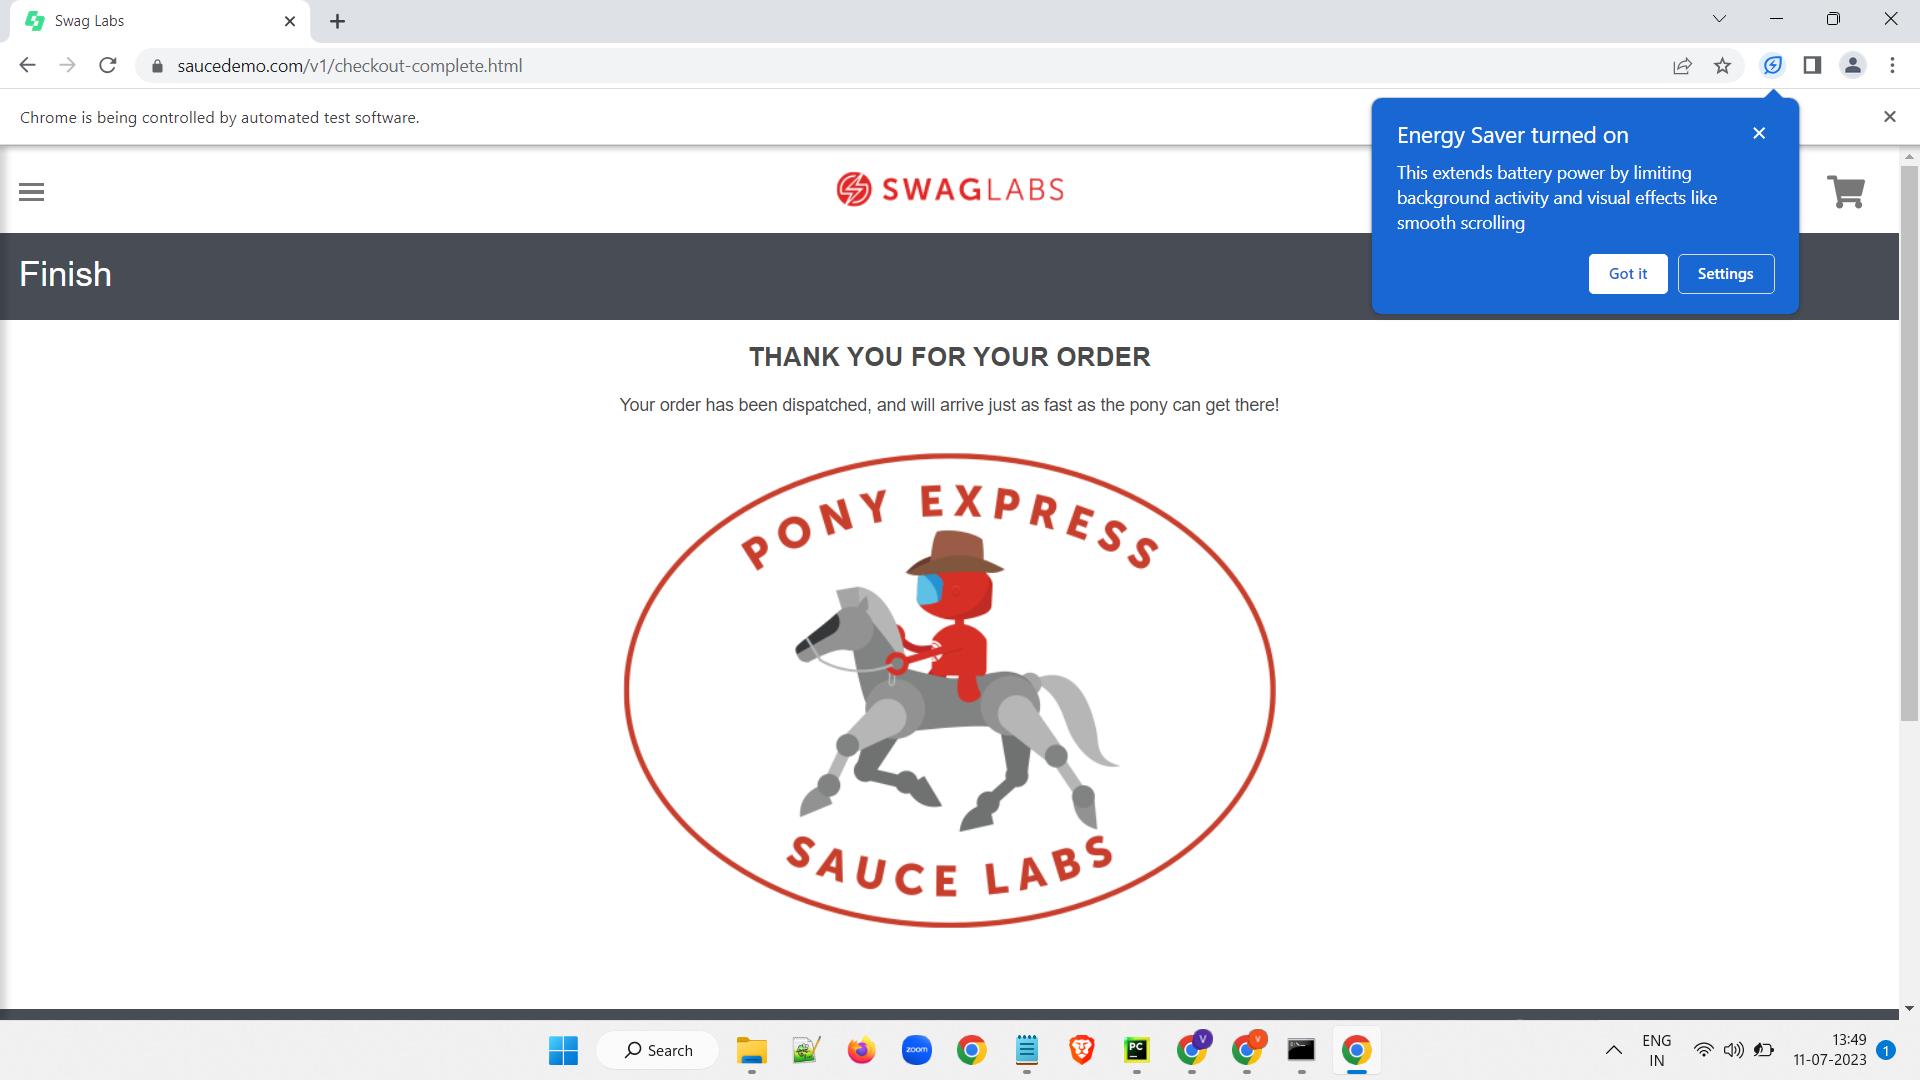 Swag Labs
saucedemo.com/v1/checkout-complete.html
Chrome is being controlled by automated test software.
Energy Saver turned on
This extends battery power by limiting
background activity and visual effects like
smooth scrolling
Got it
Settings
SWAGLABS
Finish
THANK YOU FOR YOUR ORDER
Your order has been dispatched, and will arrive just as fast as the pony can get there!
PONY EXPRESS
SAUCE LABS
Search
zoom
PC
V
V
ENG
IN
13:49
11-07-2023
1